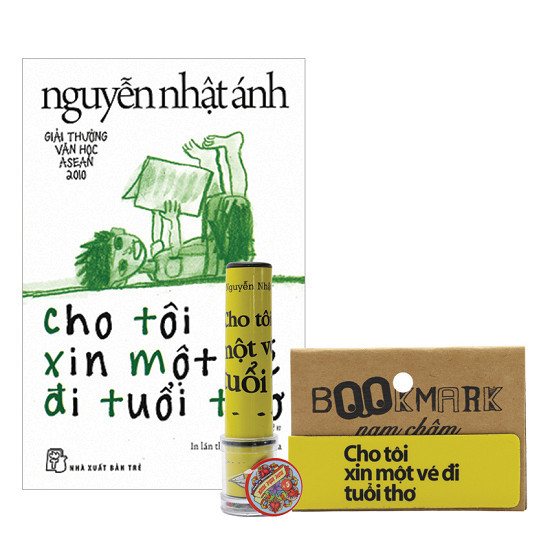 nguyễn nhật ánh
GIẢI THƯỞNG
VĂN HỌC
ASEAN
2010
cho tôi
xin một
đi tuổi
In lần th
NHÀ XUẤT BẢN TRẺ
Nguyễn Nhậ
Cho tôi
một vé
tuổi
BOOKMARK
nam châm
Cho tôi
xin một vé đi
tuổi thơ